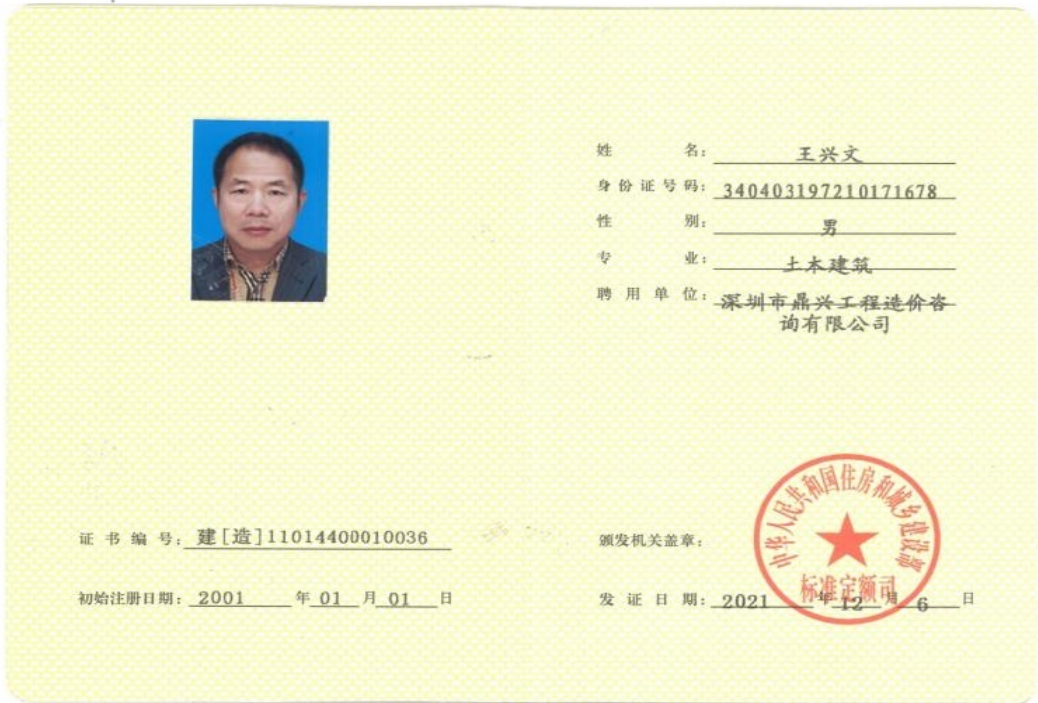 姓 名: 王兴文
身份证号码: 340403197210171678
性 别: 男
专 业: 土木建筑
聘用单位: 深圳市鼎兴工程造价咨
询有限公司
证书编号: 建[造]11014400010036
初始注册日期: 2001 年 01 月 01 日
颁发机关盖章:
中华人民共和国住房和城乡建设部
标准定额司
发证日期: 2021 年 12 月 6 日